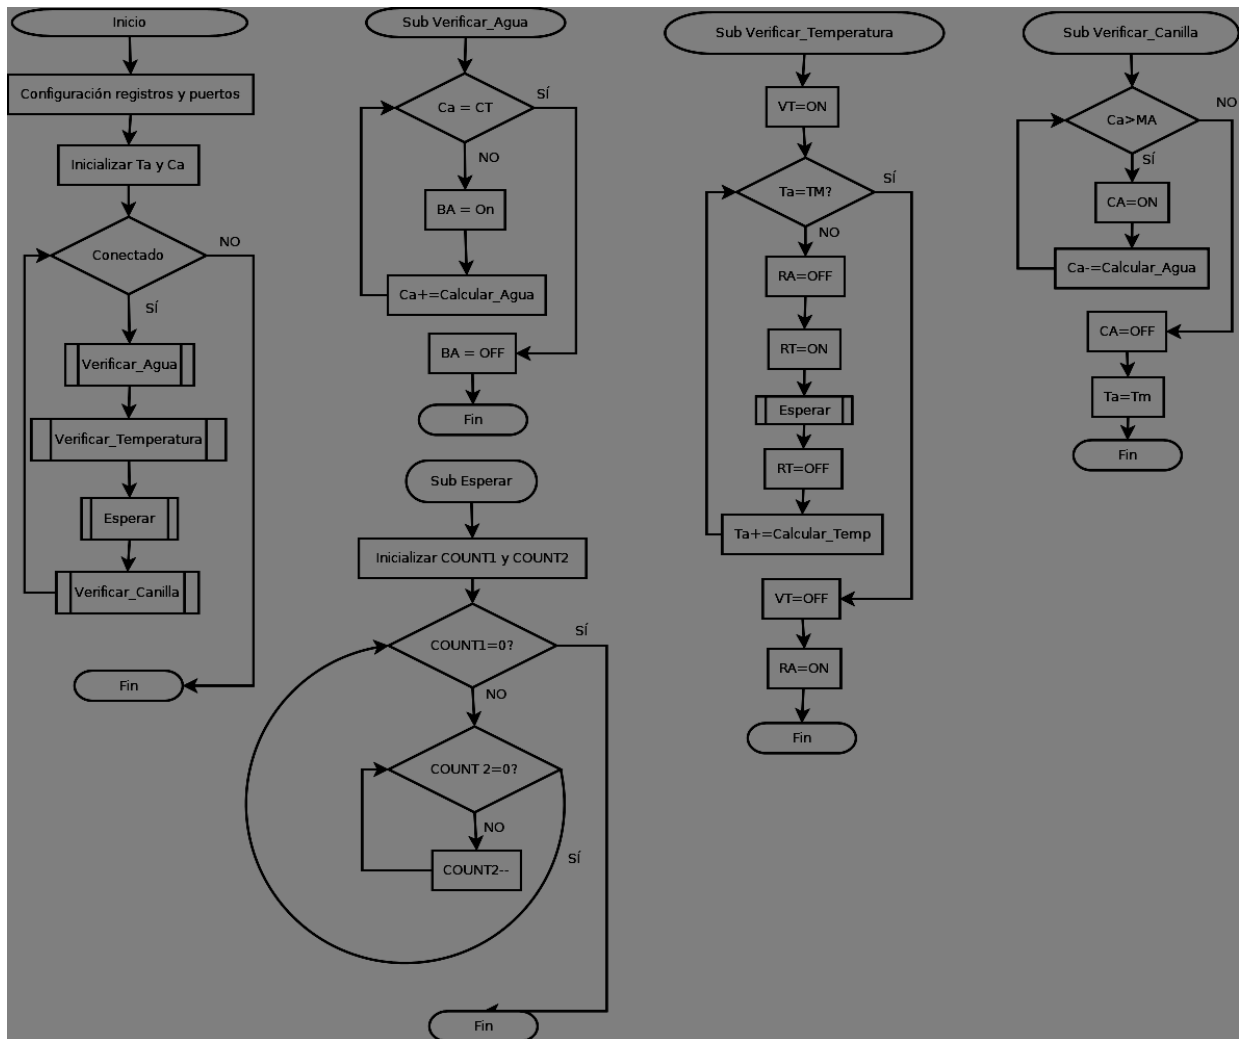 Inicio
Configuración registros y puertos
Inicializar Ta y Ca
Conectado
NO
SÍ
Verificar_Agua
Verificar_Temperatura
Esperar
Verificar_Canilla
Fin
Sub Verificar_Agua
Ca = CT
SÍ
NO
BA = On
Ca+=Calcular_Agua
BA = OFF
Fin
Sub Esperar
Inicializar COUNT1 y COUNT2
COUNT1=0?
SÍ
NO
COUNT 2=0?
NO
SÍ
COUNT2--
Fin
Sub Verificar_Temperatura
VT=ON
Ta=TM?
SÍ
NO
RA=OFF
RT=ON
Esperar
RT=OFF
Ta+=Calcular_Temp
VT=OFF
RA=ON
Fin
Sub Verificar_Canilla
Ca>MA
NO
SÍ
CA=ON
Ca-=Calcular_Agua
CA=OFF
Ta=Tm
Fin